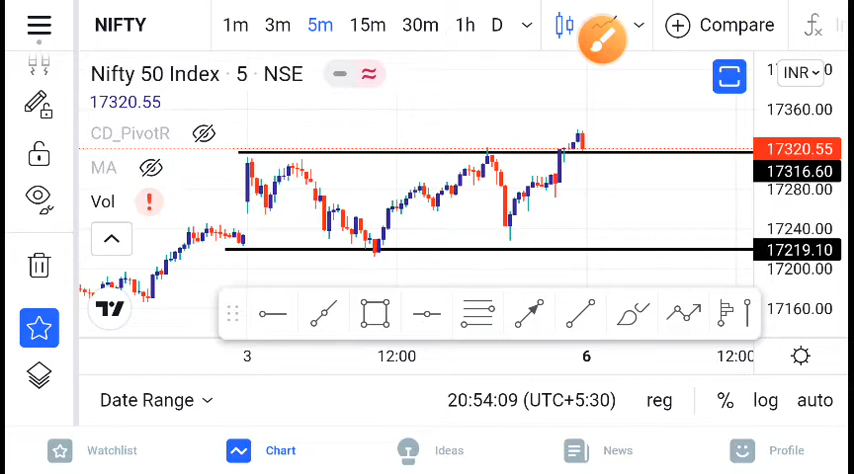 NIFTY 1m 3m 5m 15m 30m 1h D Compare fx
Nifty 50 Index · 5 · NSE
INR
17320.55
17360.00
CD_PivotR
17320.55
MA
17316.60
17280.00
Vol !
17240.00
17219.10
17200.00
17160.00
3 12:00 6 12:00
Date Range 20:54:09 (UTC+5:30) reg % log auto
Watchlist Chart Ideas News Profile